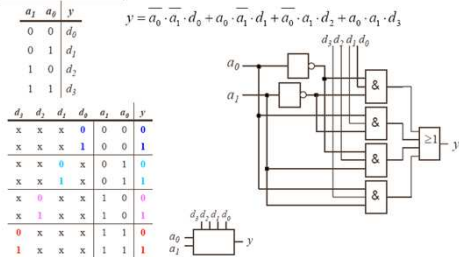 a₁ a₀ y
0 0 d₀
0 1 d₁
1 0 d₂
1 1 d₃
y = a̅₀·a̅₁·d₀ + a₀·a̅₁·d₁ + a̅₀·a₁·d₂ + a₀·a₁·d₃
d₃ d₂ d₁ d₀
a₀
a₁
&
&
&
&
≥1
y
d₃ d₂ d₁ d₀ a₁ a₀ y
x x x 0 0 0 0
x x x 1 0 0 1
x x 0 x 0 1 0
x x 1 x 0 1 1
x 0 x x 1 0 0
x 1 x x 1 0 1
0 x x x 1 1 0
1 x x x 1 1 1
d₃ d₂ d₁ d₀
a₀
a₁
y